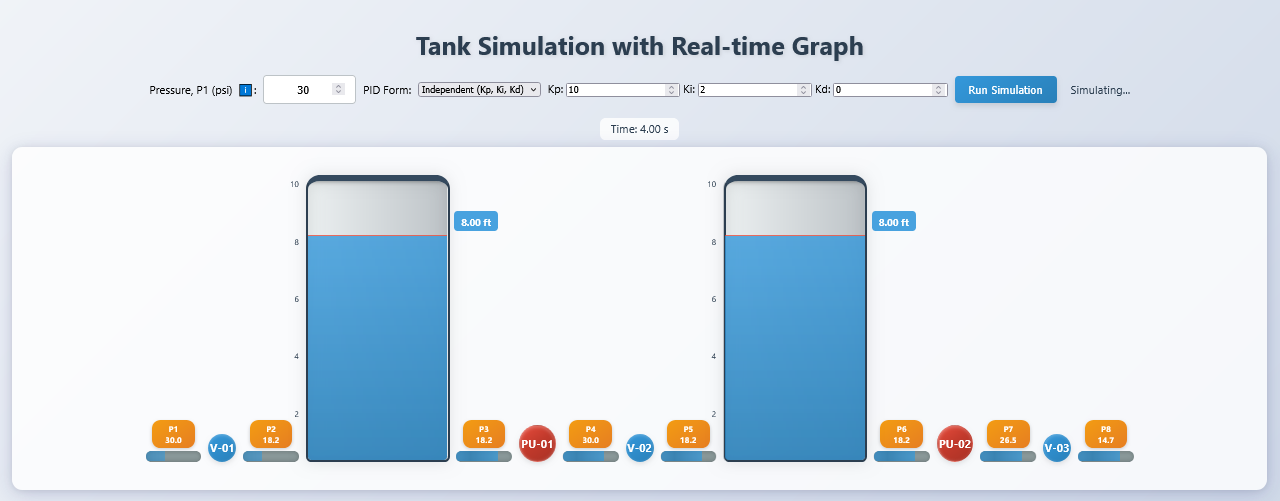 Tank Simulation with Real-time Graph
Pressure, P1 (psi) i : 30 PID Form: Independent (Kp, Ki, Kd) Kp: 10 Ki: 2 Kd: 0 Run Simulation Simulating...
Time: 4.00 s
10
8
6
4
2
8.00 ft
10
8
6
4
2
8.00 ft
P1
30.0
V-01
P2
18.2
P3
18.2
PU-01
P4
30.0
V-02
P5
18.2
P6
18.2
PU-02
P7
26.5
V-03
P8
14.7